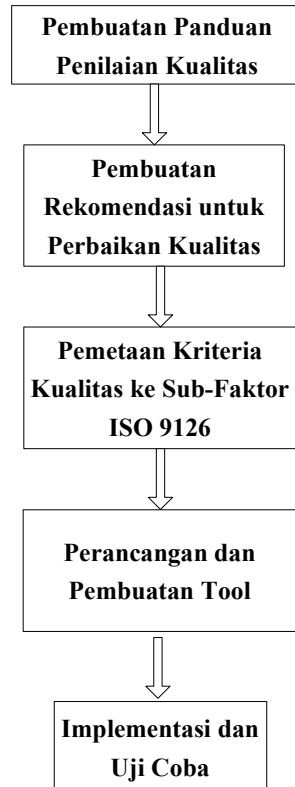 Pembuatan Panduan
Penilaian Kualitas
Pembuatan
Rekomendasi untuk
Perbaikan Kualitas
Pemetaan Kriteria
Kualitas ke Sub-Faktor
ISO 9126
Perancangan dan
Pembuatan Tool
Implementasi dan
Uji Coba